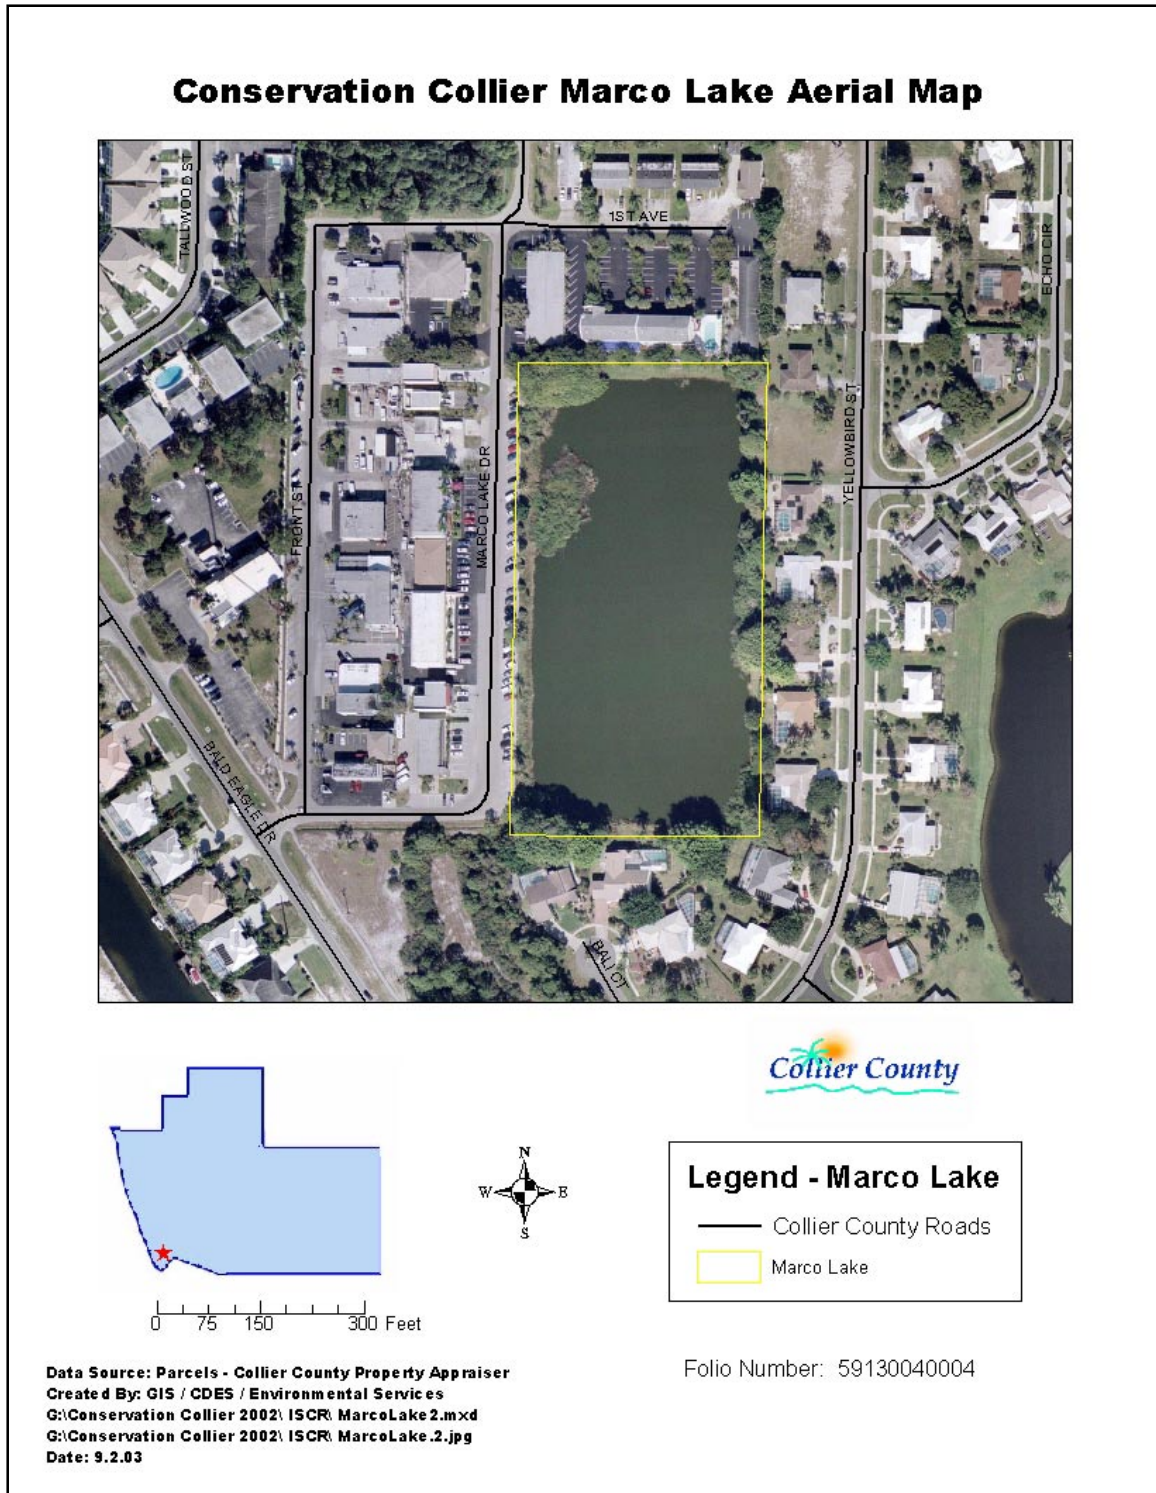 Conservation Collier Marco Lake Aerial Map
TALLWOOD ST
1ST AVE
ECHO CIR
YELLOWBIRD ST
FRONT ST
MARCO LAKE DR
BALD EAGLE DR
BALI CT
Collier County
N
W E
S
Legend - Marco Lake
Collier County Roads
Marco Lake
0 75 150 300 Feet
Folio Number: 59130040004
Data Source: Parcels - Collier County Property Appraiser
Created By: GIS / CDES / Environmental Services
G:\Conservation Collier 2002\ ISCR\ MarcoLake2.mxd
G:\Conservation Collier 2002\ ISCR\ MarcoLake.2.jpg
Date: 9.2.03